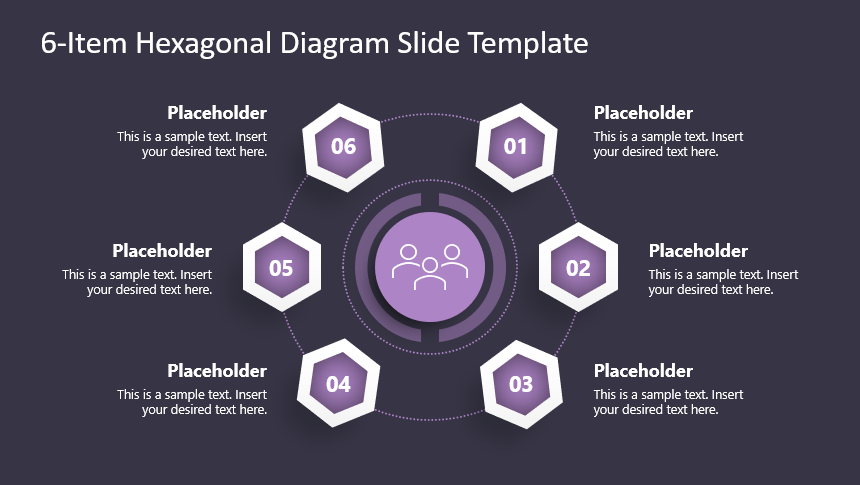 6-Item Hexagonal Diagram Slide Template
01
Placeholder
This is a sample text. Insert
your desired text here.
02
Placeholder
This is a sample text. Insert
your desired text here.
03
Placeholder
This is a sample text. Insert
your desired text here.
04
Placeholder
This is a sample text. Insert
your desired text here.
05
Placeholder
This is a sample text. Insert
your desired text here.
06
Placeholder
This is a sample text. Insert
your desired text here.